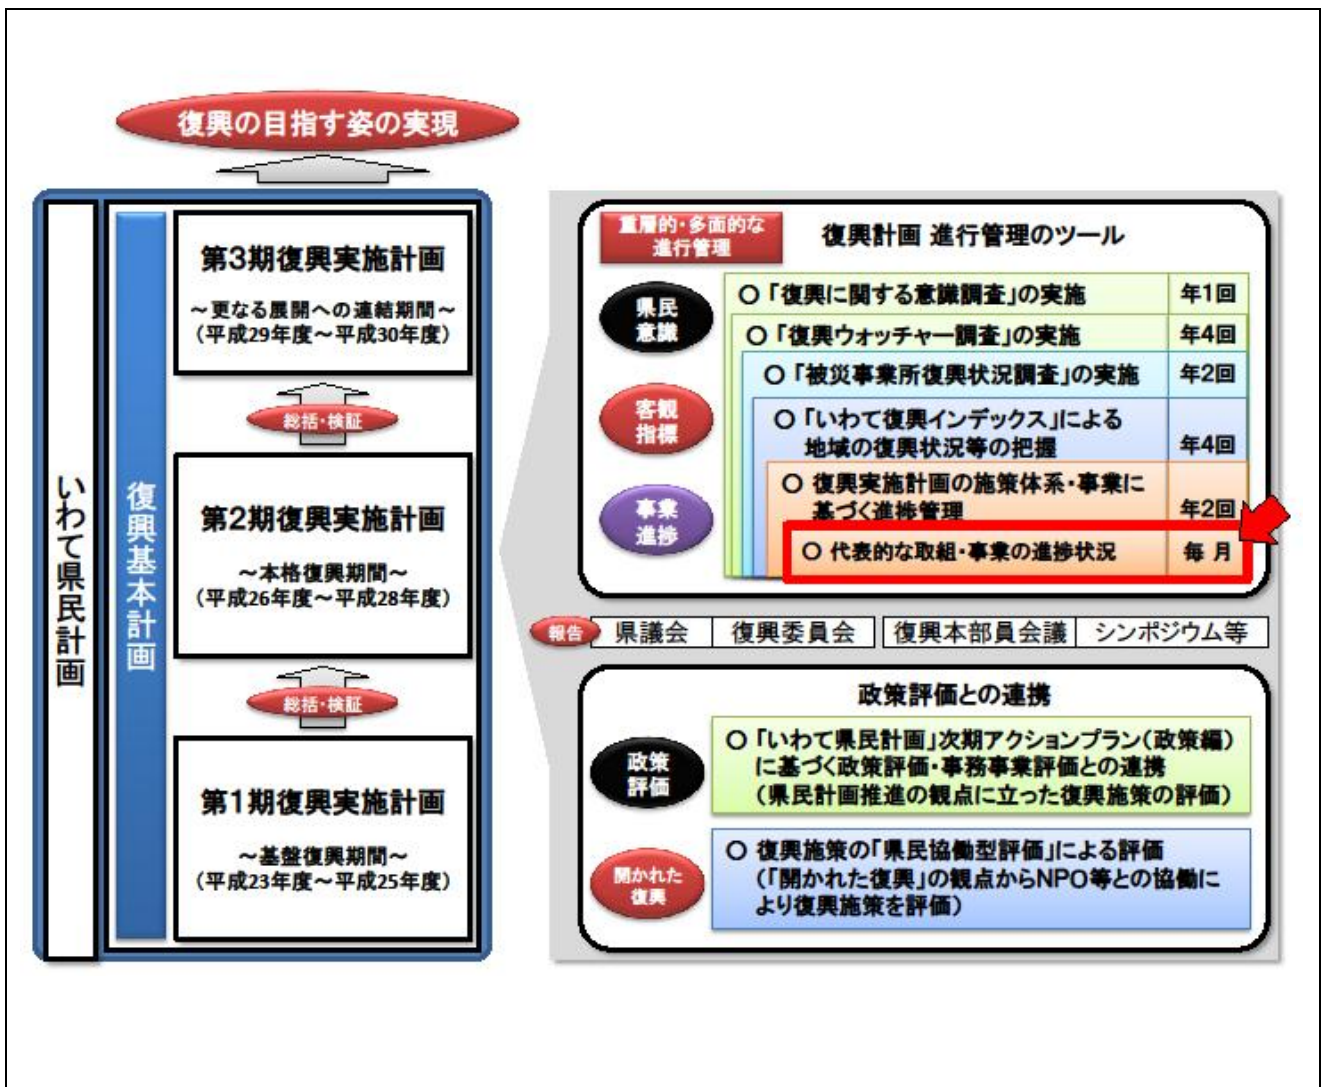 復興の目指す姿の実現
いわて県民計画
復興基本計画
第3期復興実施計画
～更なる展開への連結期間～
(平成29年度～平成30年度)
総括・検証
第2期復興実施計画
～本格復興期間～
(平成26年度～平成28年度)
総括・検証
第1期復興実施計画
～基盤復興期間～
(平成23年度～平成25年度)
重層的・多面的な
進行管理
復興計画 進行管理のツール
県民
意識
客観
指標
事業
進捗
○「復興に関する意識調査」の実施 年1回
○「復興ウォッチャー調査」の実施 年4回
○「被災事業所復興状況調査」の実施 年2回
○「いわて復興インデックス」による
地域の復興状況等の把握 年4回
○ 復興実施計画の施策体系・事業に
基づく進捗管理 年2回
○ 代表的な取組・事業の進捗状況 毎 月
報告 県議会 復興委員会 復興本部員会議 シンポジウム等
政策評価との連携
政策
評価
○「いわて県民計画」次期アクションプラン(政策編)
に基づく政策評価・事務事業評価との連携
(県民計画推進の観点に立った復興施策の評価)
開かれた
復興
○ 復興施策の「県民協働型評価」による評価
(「開かれた復興」の観点からNPO等との協働に
より復興施策を評価)